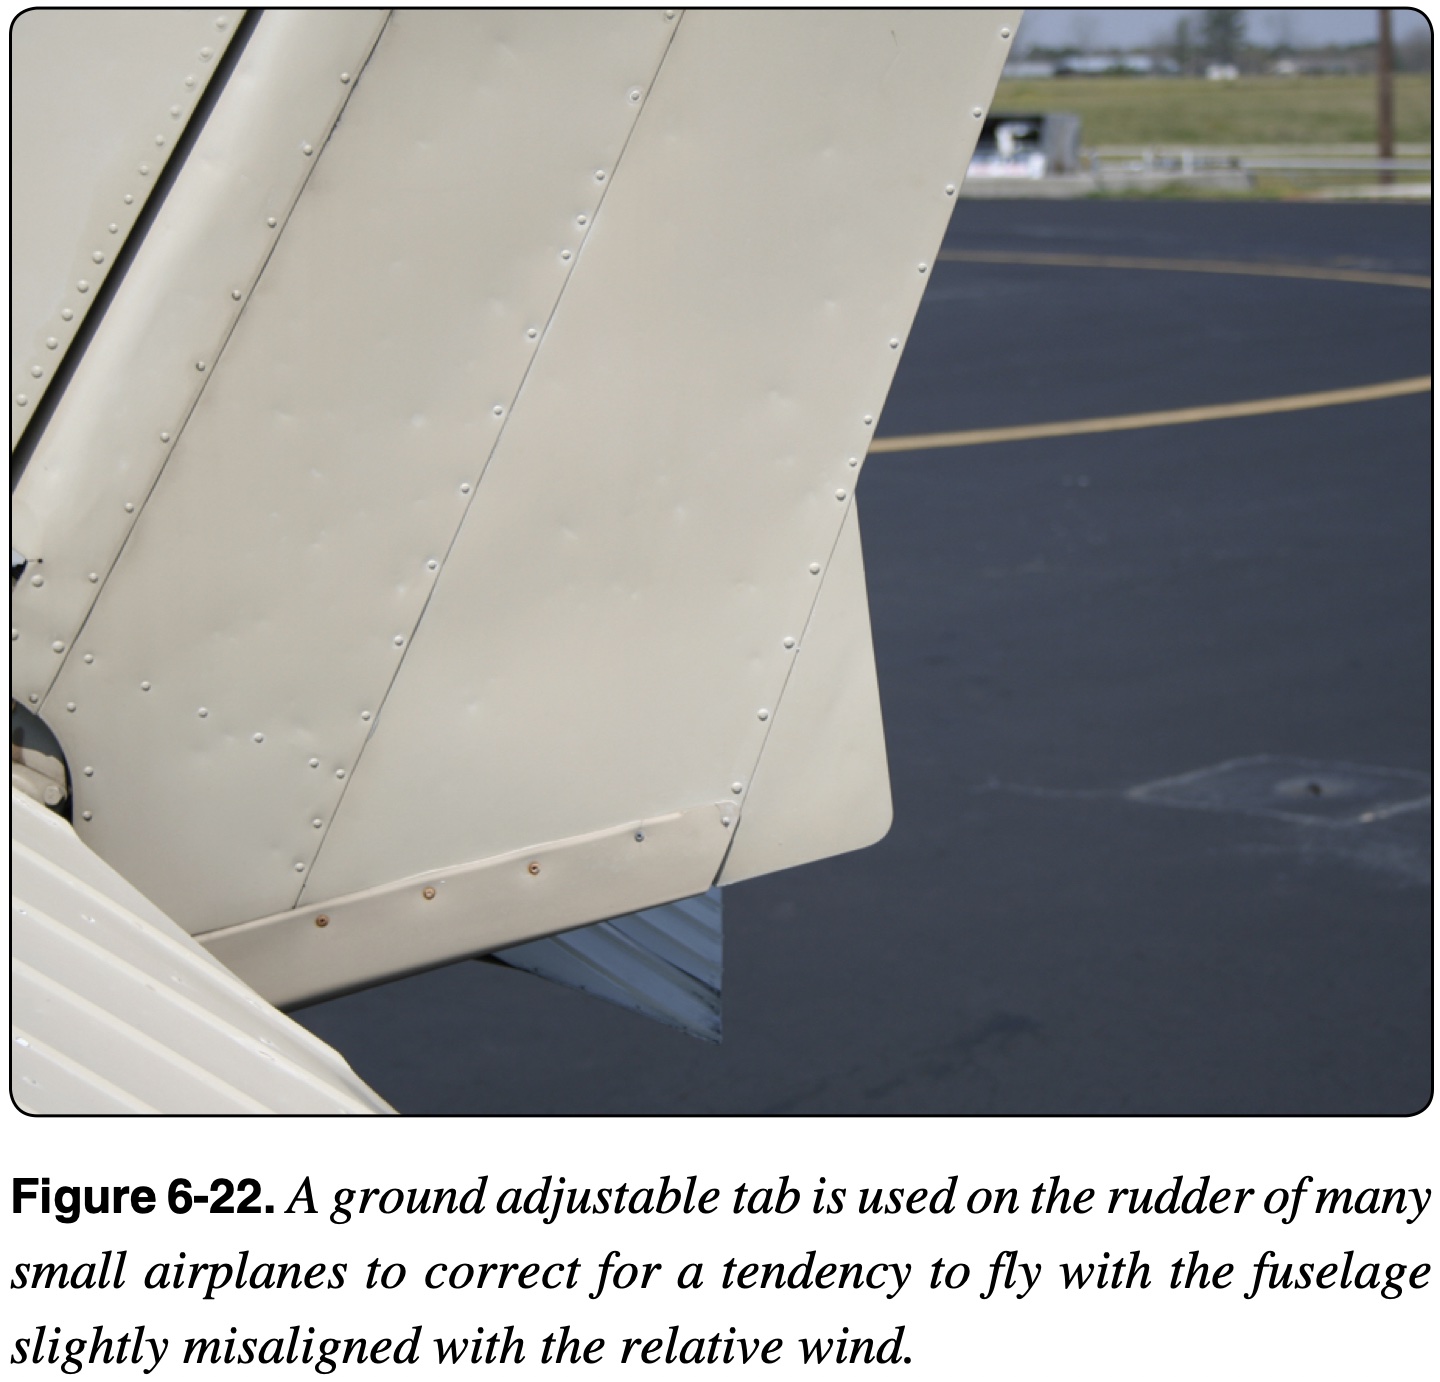 Figure 6-22. A ground adjustable tab is used on the rudder of many
small airplanes to correct for a tendency to fly with the fuselage
slightly misaligned with the relative wind.